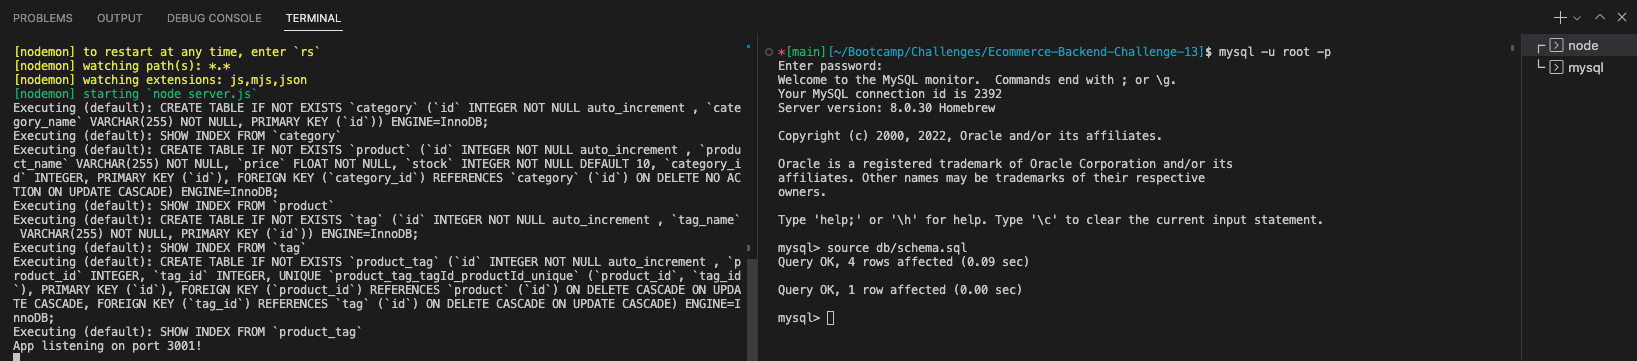 PROBLEMS OUTPUT DEBUG CONSOLE TERMINAL
[nodemon] to restart at any time, enter `rs`
[nodemon] watching path(s): *.*
[nodemon] watching extensions: js,mjs,json
[nodemon] starting `node server.js`
Executing (default): CREATE TABLE IF NOT EXISTS `category` (`id` INTEGER NOT NULL auto_increment , `cate
gory_name` VARCHAR(255) NOT NULL, PRIMARY KEY (`id`)) ENGINE=InnoDB;
Executing (default): SHOW INDEX FROM `category`
Executing (default): CREATE TABLE IF NOT EXISTS `product` (`id` INTEGER NOT NULL auto_increment , `produ
ct_name` VARCHAR(255) NOT NULL, `price` FLOAT NOT NULL, `stock` INTEGER NOT NULL DEFAULT 10, `category_i
d` INTEGER, PRIMARY KEY (`id`), FOREIGN KEY (`category_id`) REFERENCES `category` (`id`) ON DELETE NO AC
TION ON UPDATE CASCADE) ENGINE=InnoDB;
Executing (default): SHOW INDEX FROM `product`
Executing (default): CREATE TABLE IF NOT EXISTS `tag` (`id` INTEGER NOT NULL auto_increment , `tag_name`
 VARCHAR(255) NOT NULL, PRIMARY KEY (`id`)) ENGINE=InnoDB;
Executing (default): SHOW INDEX FROM `tag`
Executing (default): CREATE TABLE IF NOT EXISTS `product_tag` (`id` INTEGER NOT NULL auto_increment , `p
roduct_id` INTEGER, `tag_id` INTEGER, UNIQUE `product_tag_tagId_productId_unique` (`product_id`, `tag_id
`), PRIMARY KEY (`id`), FOREIGN KEY (`product_id`) REFERENCES `product` (`id`) ON DELETE CASCADE ON UPDA
TE CASCADE, FOREIGN KEY (`tag_id`) REFERENCES `tag` (`id`) ON DELETE CASCADE ON UPDATE CASCADE) ENGINE=I
nnoDB;
Executing (default): SHOW INDEX FROM `product_tag`
App listening on port 3001!
*[main][~/Bootcamp/Challenges/Ecommerce-Backend-Challenge-13]$ mysql -u root -p
Enter password:
Welcome to the MySQL monitor.  Commands end with ; or \g.
Your MySQL connection id is 2392
Server version: 8.0.30 Homebrew
Copyright (c) 2000, 2022, Oracle and/or its affiliates.
Oracle is a registered trademark of Oracle Corporation and/or its
affiliates. Other names may be trademarks of their respective
owners.
Type 'help;' or '\h' for help. Type '\c' to clear the current input statement.
mysql> source db/schema.sql
Query OK, 4 rows affected (0.09 sec)
Query OK, 1 row affected (0.00 sec)
mysql>
node
mysql